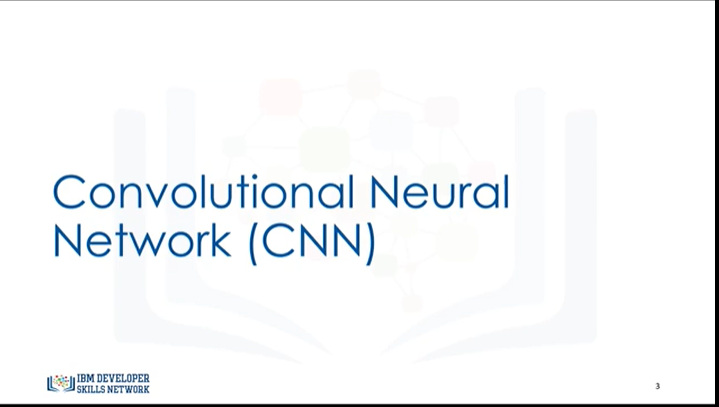 Convolutional Neural
Network (CNN)
IBM DEVELOPER
SKILLS NETWORK
3